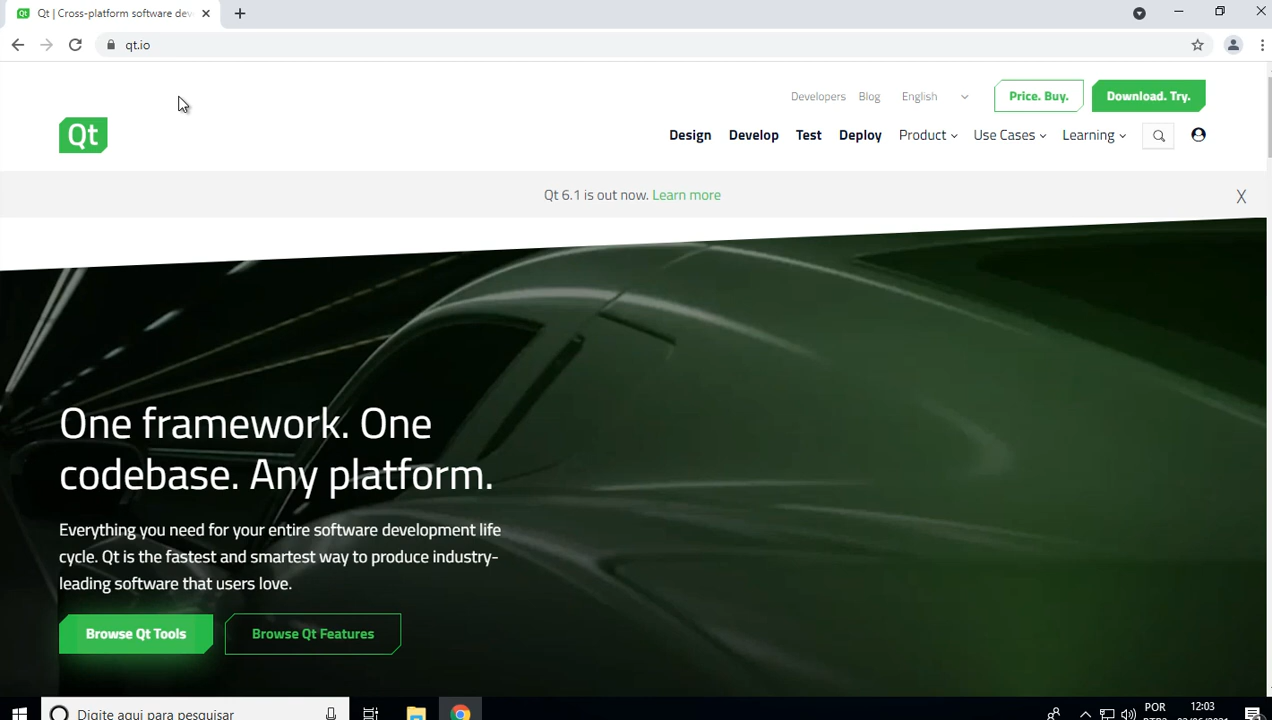 Qt | Cross-platform software dev
qt.io
Developers Blog English Price. Buy. Download. Try.
Qt Design Develop Test Deploy Product Use Cases Learning
Qt 6.1 is out now. Learn more X
One framework. One
codebase. Any platform.
Everything you need for your entire software development life
cycle. Qt is the fastest and smartest way to produce industry-
leading software that users love.
Browse Qt Tools Browse Qt Features
Digite aqui para pesquisar
POR 12:03